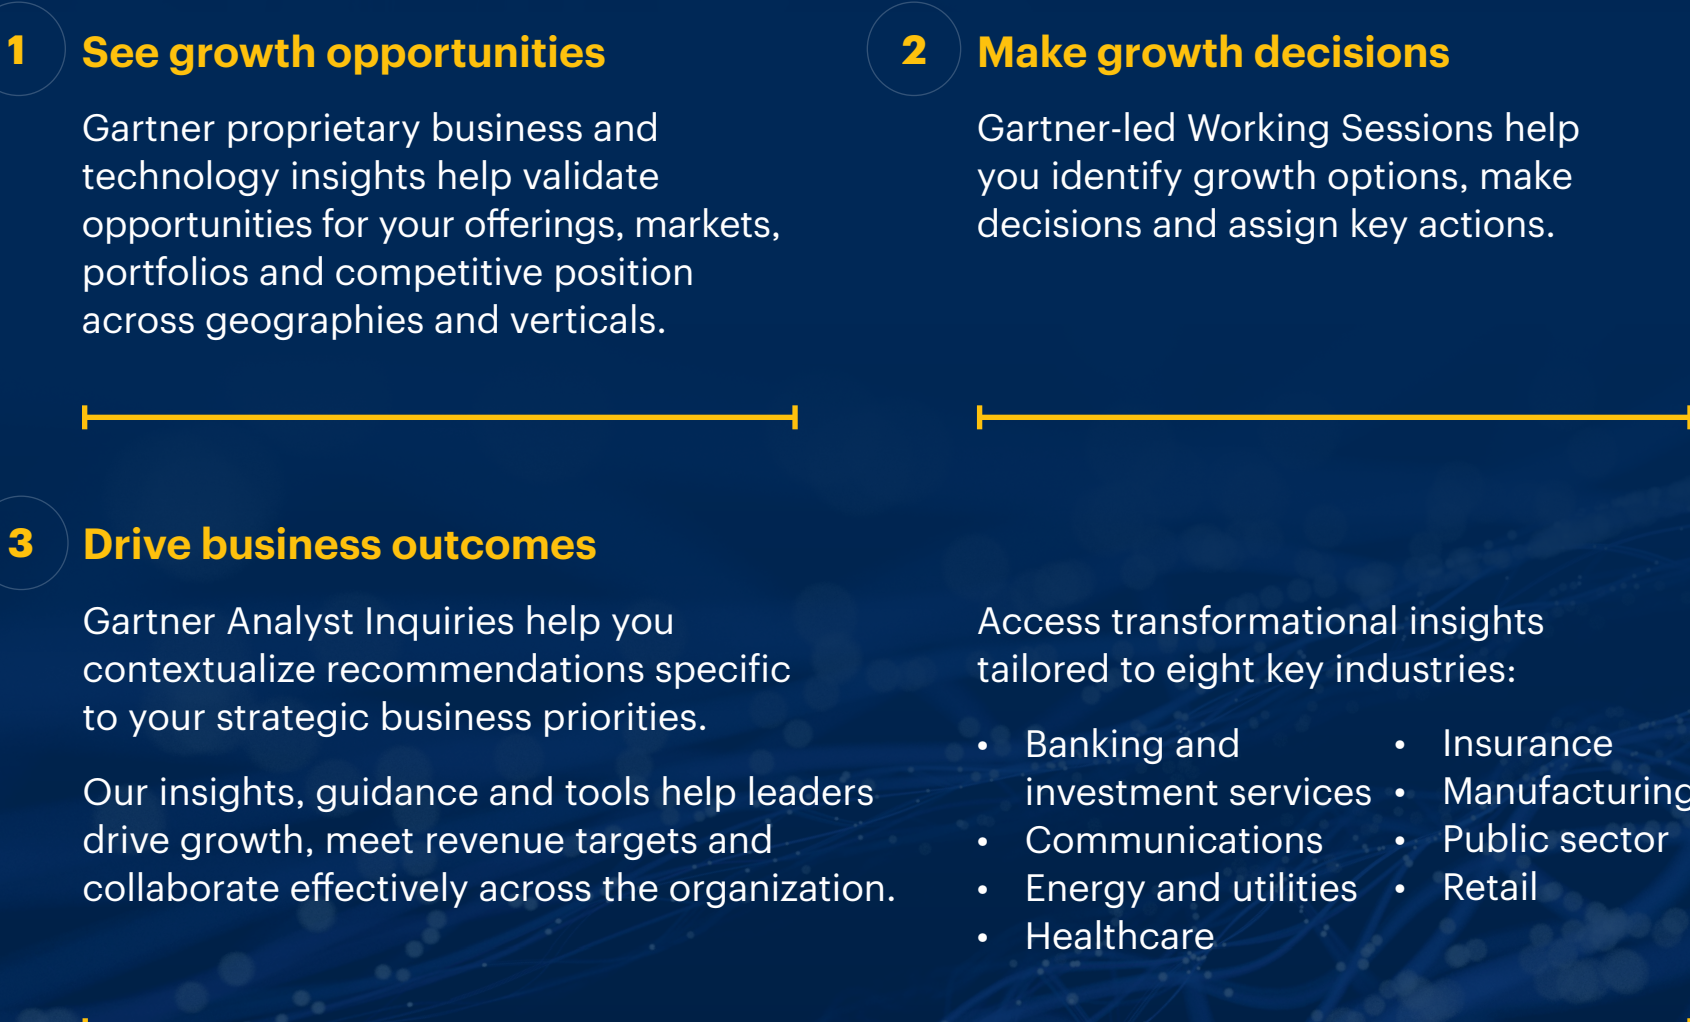 1
See growth opportunities
Gartner proprietary business and
technology insights help validate
opportunities for your offerings, markets,
portfolios and competitive position
across geographies and verticals.
2
Make growth decisions
Gartner-led Working Sessions help
you identify growth options, make
decisions and assign key actions.
3
Drive business outcomes
Gartner Analyst Inquiries help you
contextualize recommendations specific
to your strategic business priorities.
Our insights, guidance and tools help leaders
drive growth, meet revenue targets and
collaborate effectively across the organization.
Access transformational insights
tailored to eight key industries:
• Banking and
investment services
• Communications
• Energy and utilities
• Healthcare
• Insurance
• Manufacturing
• Public sector
• Retail